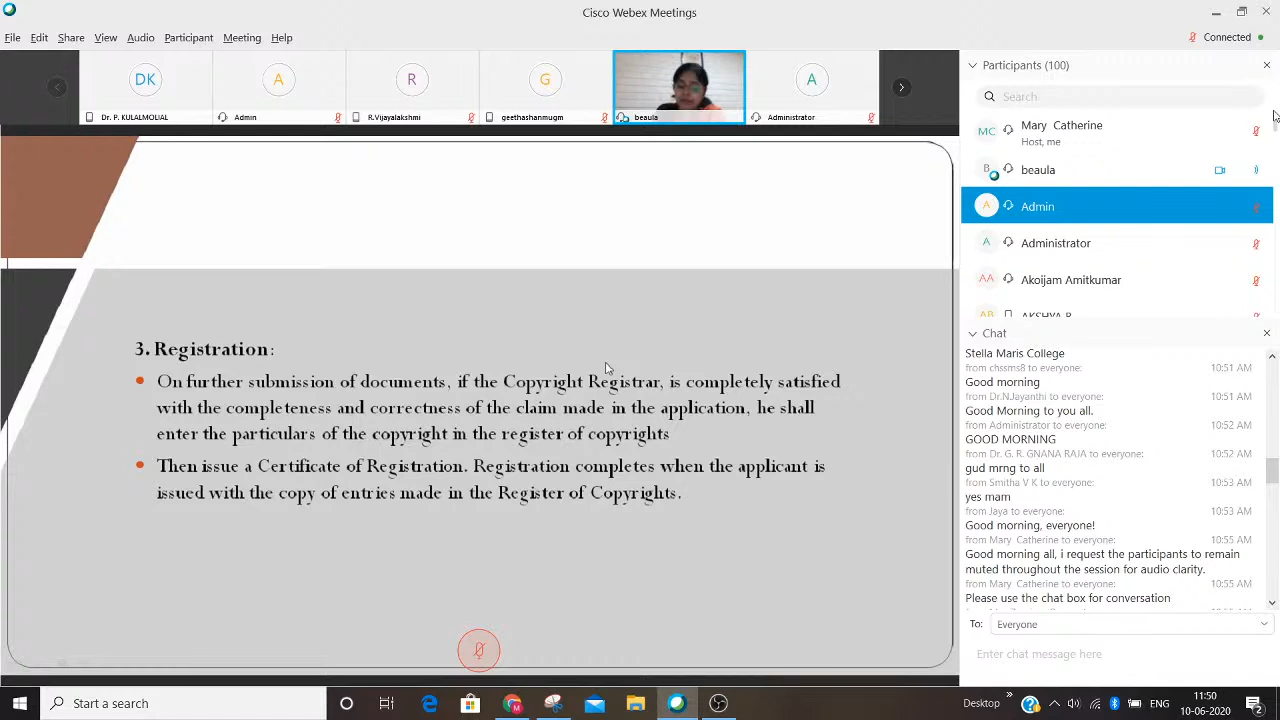 Cisco Webex Meetings
File Edit Share View Audio Participant Meeting Help
Connected
DK
A
R
G
A
Dr. P. KULALMOLIAL
Admin
R.Vijayalakshmi
geethashanmugm
beaula
Administrator
Participants (100)
Search
MC
Mary Catherine
Host, me
B
beaula
A
Admin
A
Administrator
AA
Akoijam Amitkumar
AB
AKSHYA B
3. Registration:
On further submission of documents, if the Copyright Registrar, is completely satisfied
with the completeness and correctness of the claim made in the application, he shall
enter the particulars of the copyright in the register of copyrights
Then issue a Certificate of Registration. Registration completes when the applicant is
issued with the copy of entries made in the Register of Copyrights.
Chat
Stella Maris College
from chssms8 to everyone: 10:51 AM
Good morning
from Dr.N.Jayanthi to everyone: 10:51 AM
Good Morning to you all.
from Administrator to everyone: 10:52 AM
GOOD MORNING
from Dr. G. R. GNANA RAJA to everyone: 10:52 AM
gud mrng to all
from Smitha V K to everyone: 10:53 AM
yes mam
from Jaya to everyone: 10:53 AM
Good morning, everyone!
from Mary Catherine to everyone: 10:55 AM
Good morning all, i request the participants to remain
muted throughout the session for audio clarity.
from Mary Catherine to everyone: 10:55 AM
Please use the chat box for conversation
To: Everyone
Enter chat message here
Start a search
Desktop
ENG
11:50
10-06-2020
2